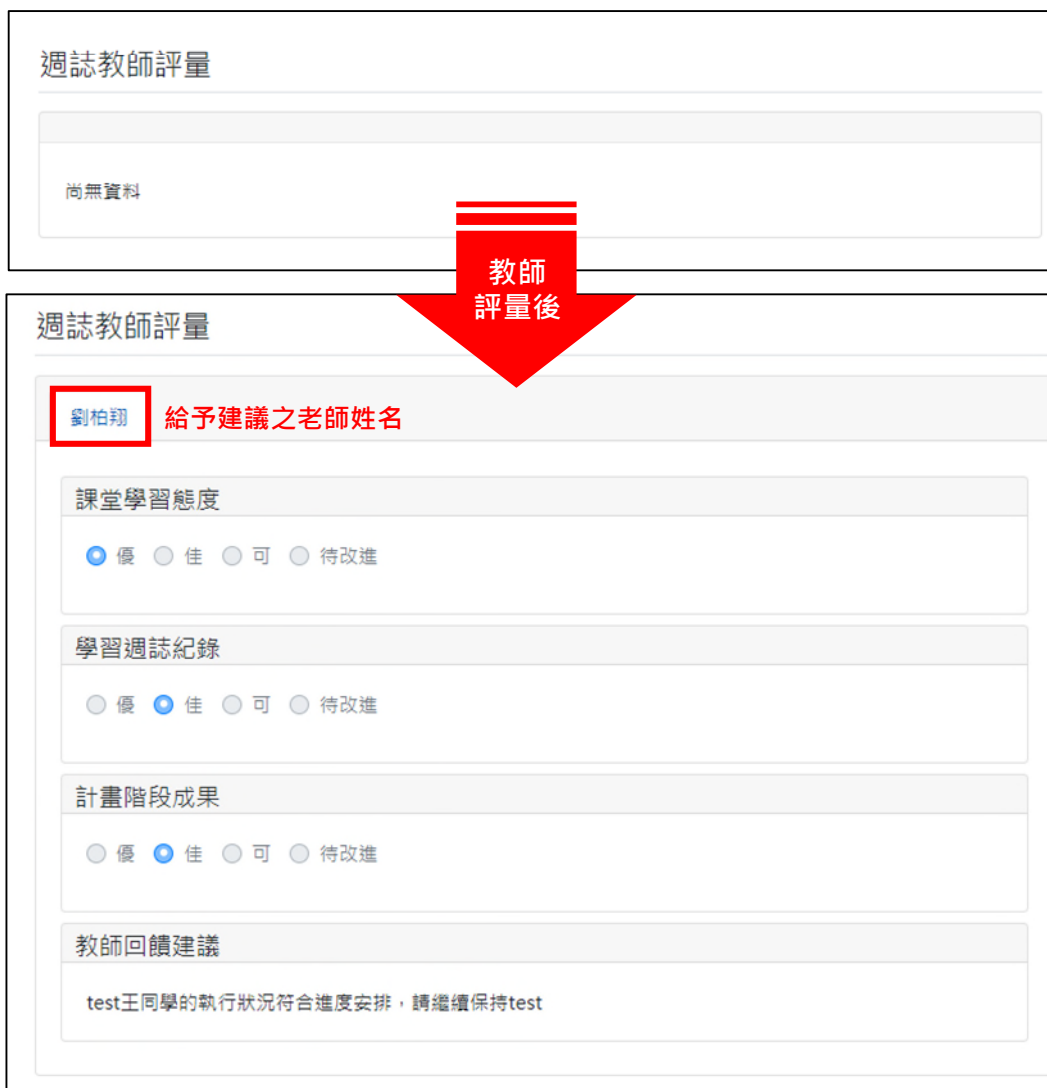 週誌教師評量
尚無資料
教師
評量後
週誌教師評量
劉柏翔 給予建議之老師姓名
課堂學習態度
優 佳 可 待改進
學習週誌紀錄
優 佳 可 待改進
計畫階段成果
優 佳 可 待改進
教師回饋建議
test王同學的執行狀況符合進度安排，請繼續保持test